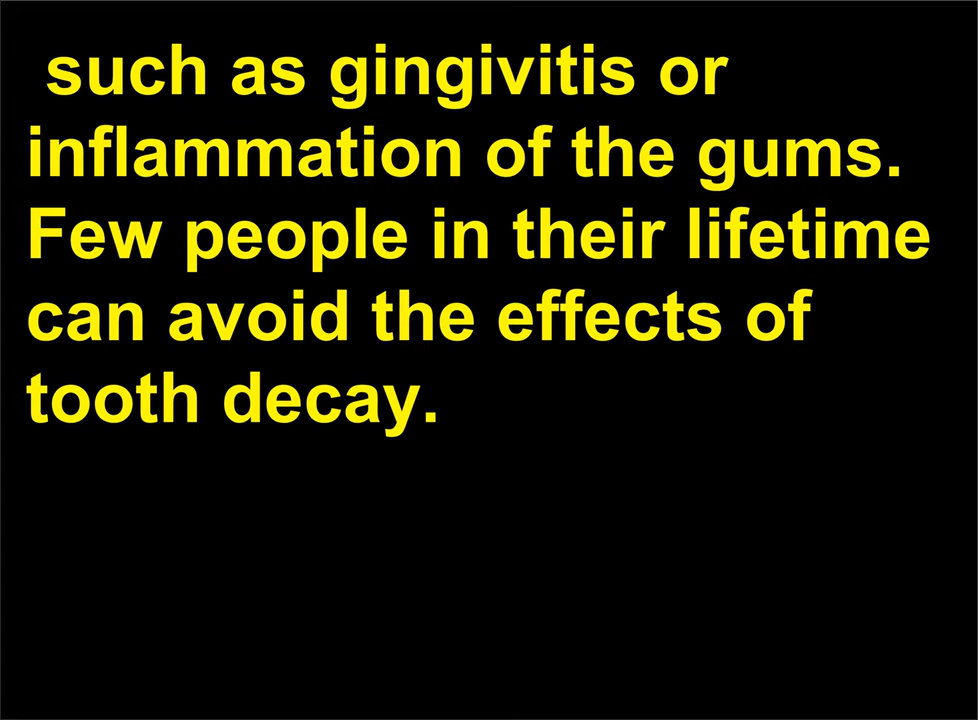 such as gingivitis or
inflammation of the gums.
Few people in their lifetime
can avoid the effects of
tooth decay.